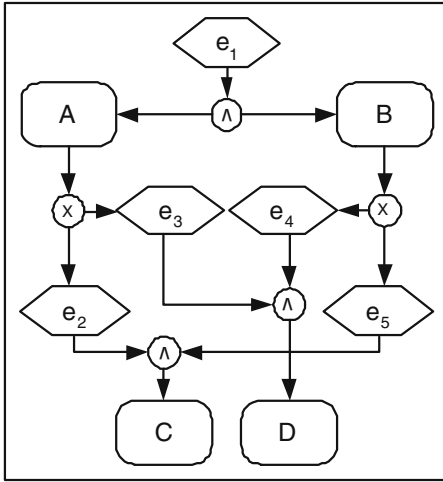 e₁
A ∧ B
x e₃ e₄ x
e₂ ∧ e₅
∧
C D